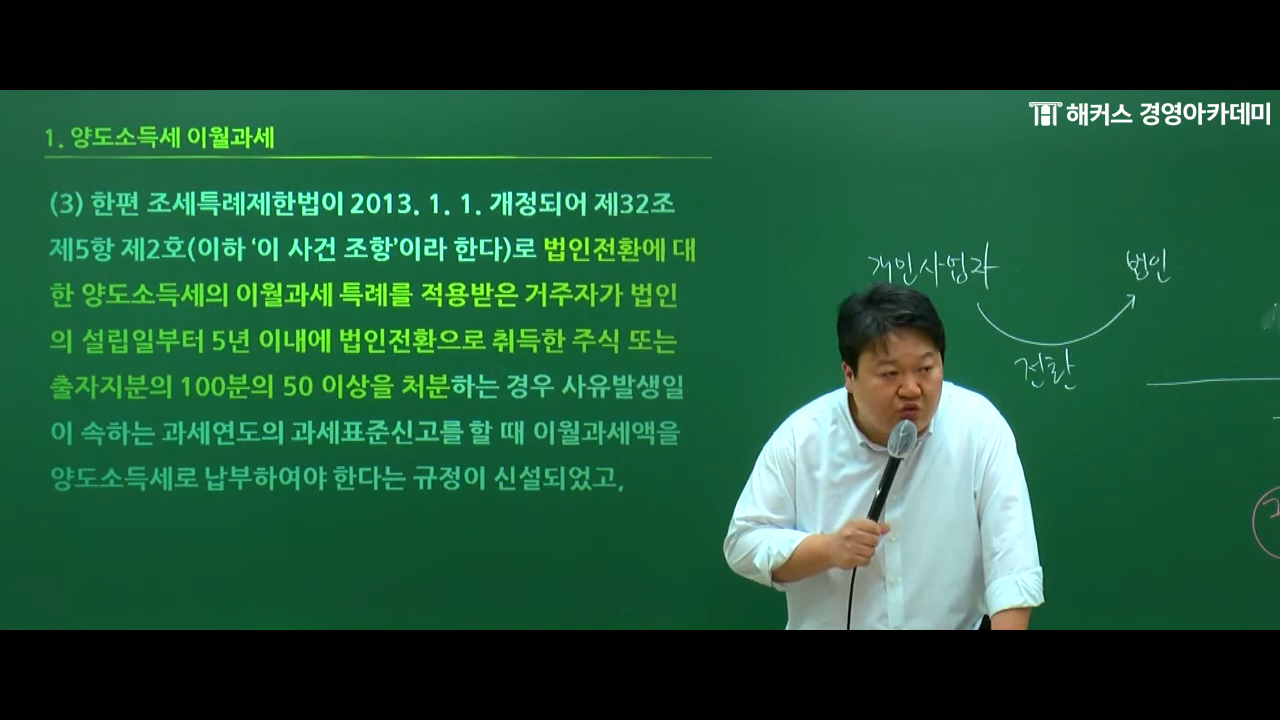 해커스 경영아카데미
1. 양도소득세 이월과세
(3) 한편 조세특례제한법이 2013. 1. 1. 개정되어 제32조
제5항 제2호(이하 ‘이 사건 조항’이라 한다)로 법인전환에 대
한 양도소득세의 이월과세 특례를 적용받은 거주자가 법인
의 설립일부터 5년 이내에 법인전환으로 취득한 주식 또는
출자지분의 100분의 50 이상을 처분하는 경우 사유발생일
이 속하는 과세연도의 과세표준신고를 할 때 이월과세액을
양도소득세로 납부하여야 한다는 규정이 신설되었고,
개인사업자
법인
전환